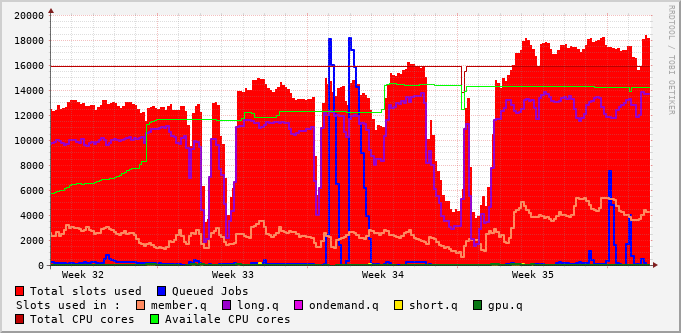 20000
18000
16000
14000
12000
10000
8000
6000
4000
2000
0
Week 32 Week 33 Week 34 Week 35
Total slots used Queued Jobs
Slots used in : member.q long.q ondemand.q short.q gpu.q
Total CPU cores Availale CPU cores
RRDTOOL / TOBI OETIKER